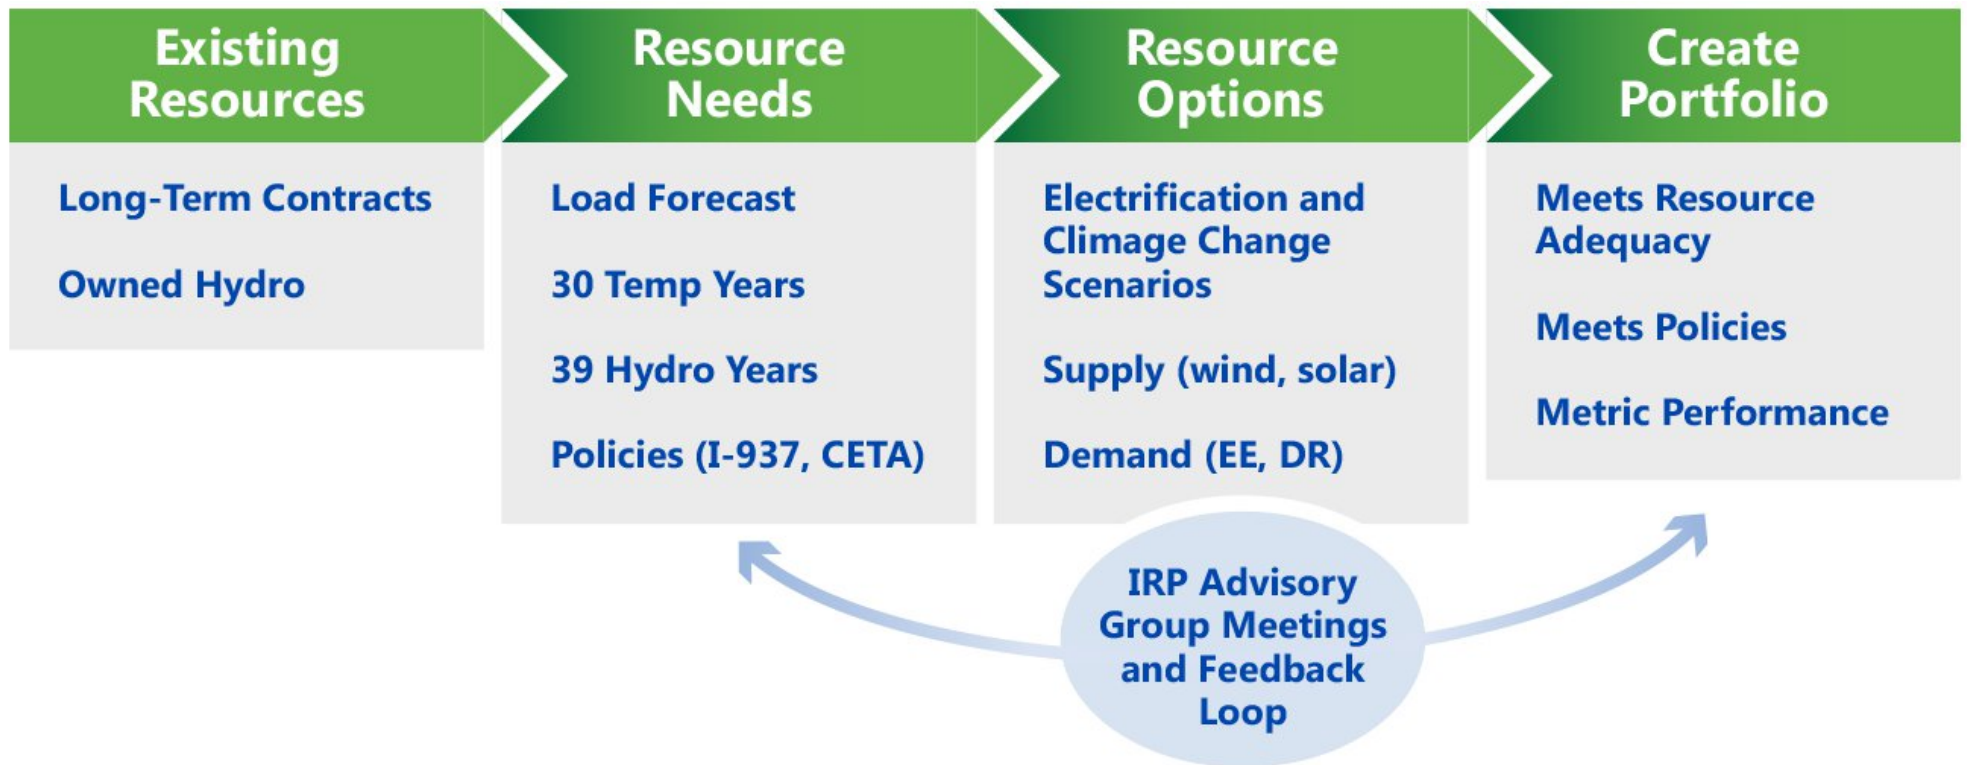 Existing
Resources
Long-Term Contracts
Owned Hydro
Resource
Needs
Load Forecast
30 Temp Years
39 Hydro Years
Policies (I-937, CETA)
Resource
Options
Electrification and
Climage Change
Scenarios
Supply (wind, solar)
Demand (EE, DR)
Create
Portfolio
Meets Resource
Adequacy
Meets Policies
Metric Performance
IRP Advisory
Group Meetings
and Feedback
Loop